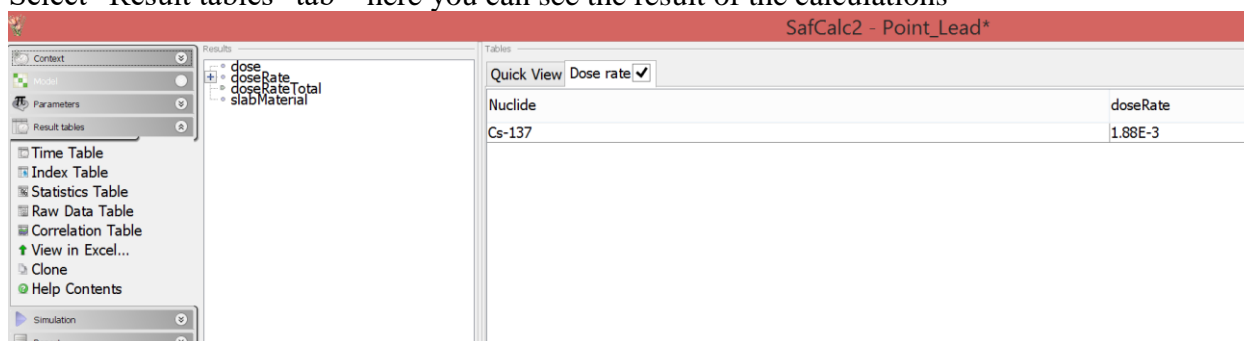 Select "Result tables" tab – here you can see the result of the calculations
SafCalc2 - Point_Lead*
Context
Model
Parameters
Result tables
Time Table
Index Table
Statistics Table
Raw Data Table
Correlation Table
View in Excel...
Clone
Help Contents
Simulation
Results
dose
doseRate
doseRateTotal
slabMaterial
Tables
Quick View Dose rate
Nuclide doseRate
Cs-137 1.88E-3